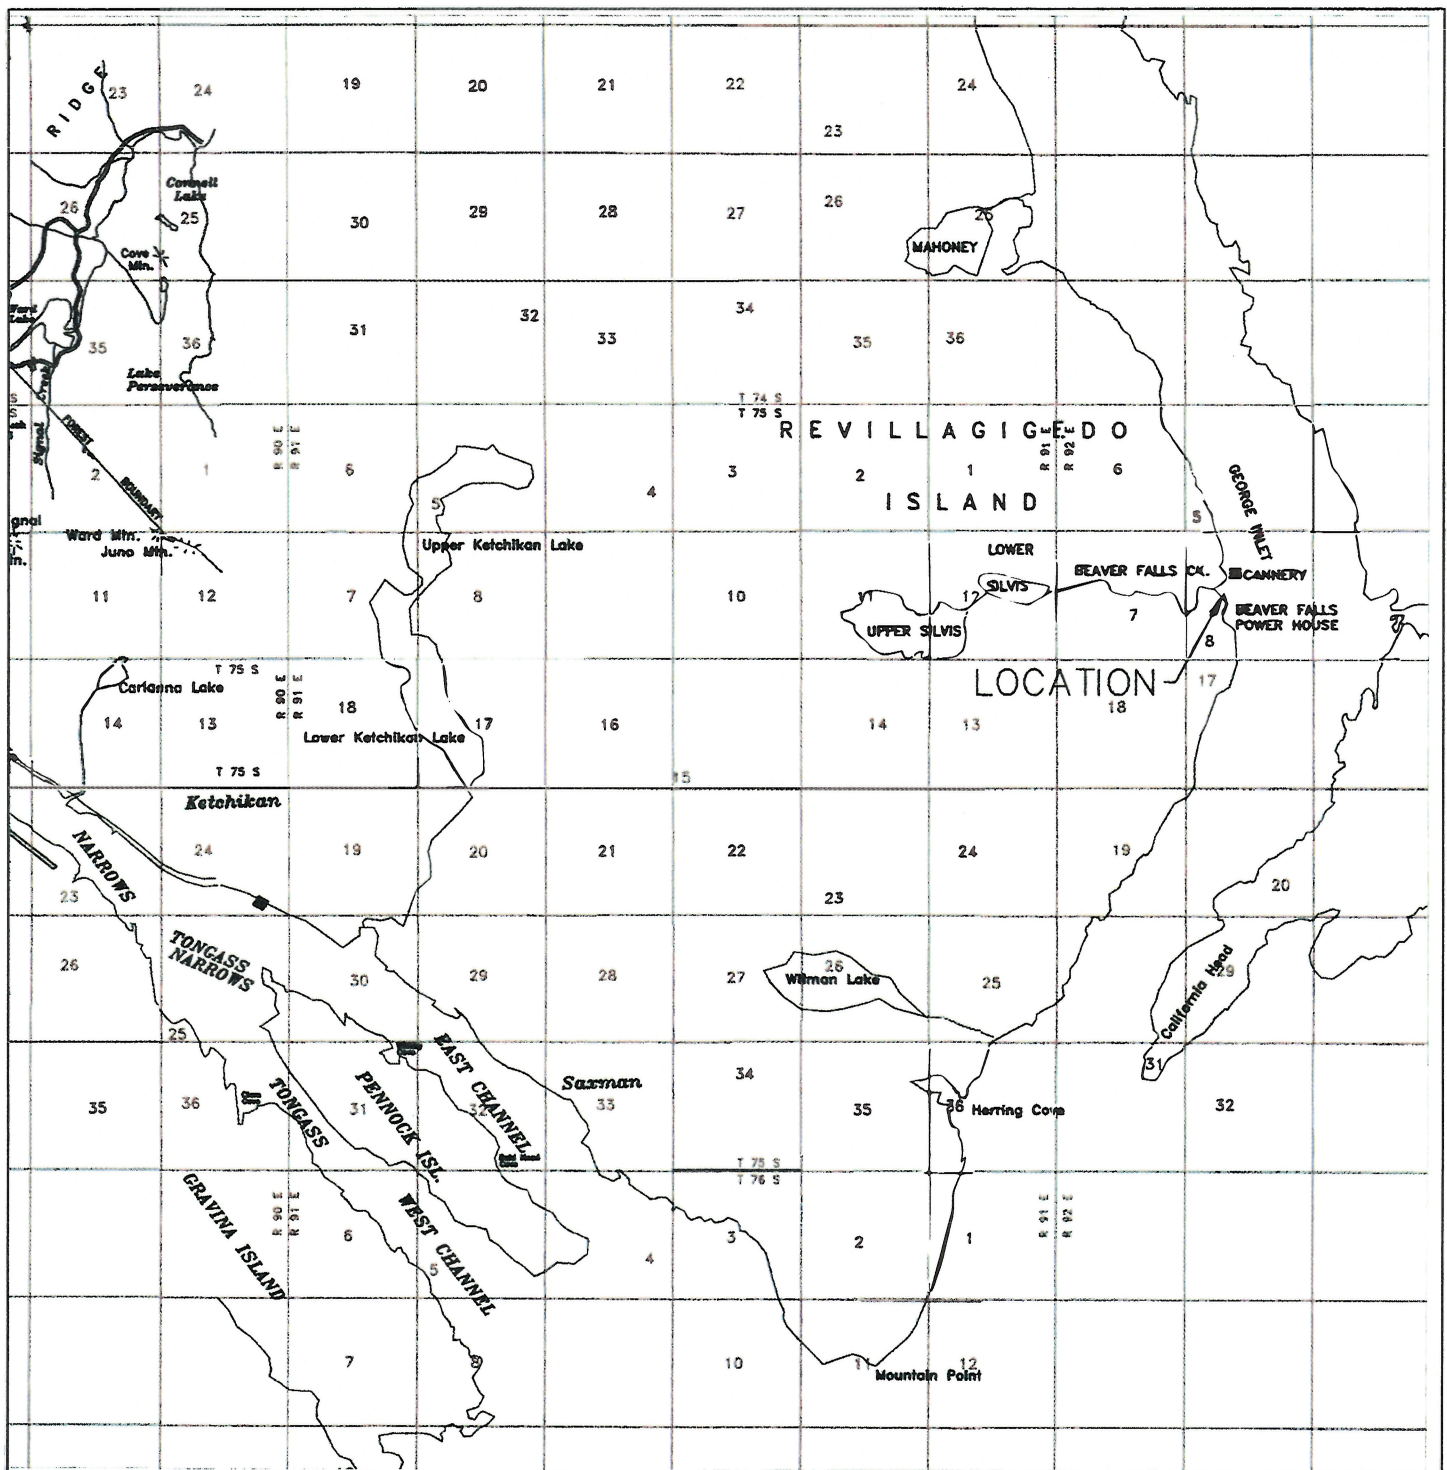 RIDGE
23
24
19
20
21
22
24
23
Connell
Lake
26
25
30
29
28
27
26
25
MAHONEY
Cove
Mtn.
Ward
Lake
31
32
33
34
35
36
35
36
Lake
Perseverance
T 74 S
T 75 S
REVILLAGIGEDO
ISLAND
Signal
Creek
FOREST
BOUNDARY
R 90 E
R 91 E
R 91 E
R 92 E
2
1
6
5
4
3
2
1
6
5
GEORGE INLET
gnal
Ward Mtn.
Juno Mtn.
Upper Ketchikan Lake
LOWER
SILVIS
BEAVER FALLS CK.
CANNERY
BEAVER FALLS
POWER HOUSE
11
12
7
8
10
11
12
7
8
UPPER SILVIS
LOCATION
T 75 S
R 90 E
R 91 E
Carlanna Lake
14
13
18
17
16
15
14
13
18
17
Lower Ketchikan Lake
T 75 S
Ketchikan
NARROWS
24
19
20
21
22
24
19
20
23
23
TONGASS
NARROWS
26
30
29
28
27
26
25
29
Whitman Lake
California Head
25
EAST CHANNEL
Saxman
34
31
35
36
31
32
33
35
36
32
Herring Cove
TONGASS
PENNOCK ISL.
T 75 S
T 76 S
GRAVINA ISLAND
R 90 E
R 91 E
WEST CHANNEL
R 91 E
R 92 E
6
5
4
3
2
1
7
8
10
11
12
Mountain Point